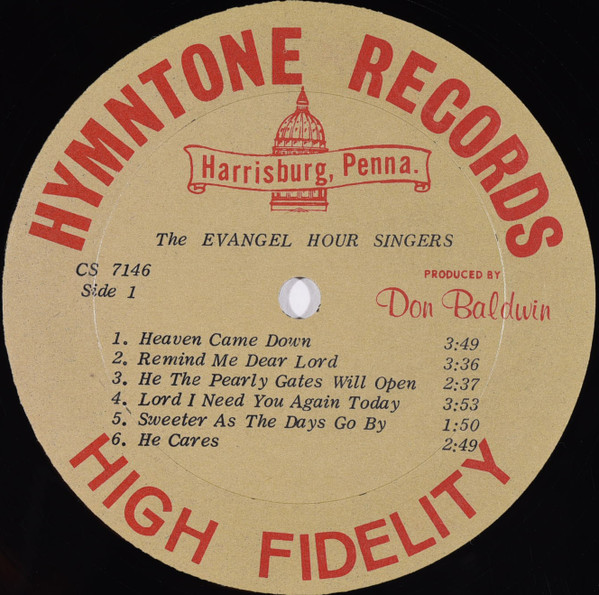 HYMNTONE RECORDS
Harrisburg, Penna.
The EVANGEL HOUR SINGERS
CS 7146
Side 1
PRODUCED BY
Don Baldwin
1. Heaven Came Down 3:49
2. Remind Me Dear Lord 3:36
3. He The Pearly Gates Will Open 2:37
4. Lord I Need You Again Today 3:53
5. Sweeter As The Days Go By 1:50
6. He Cares 2:49
HIGH FIDELITY